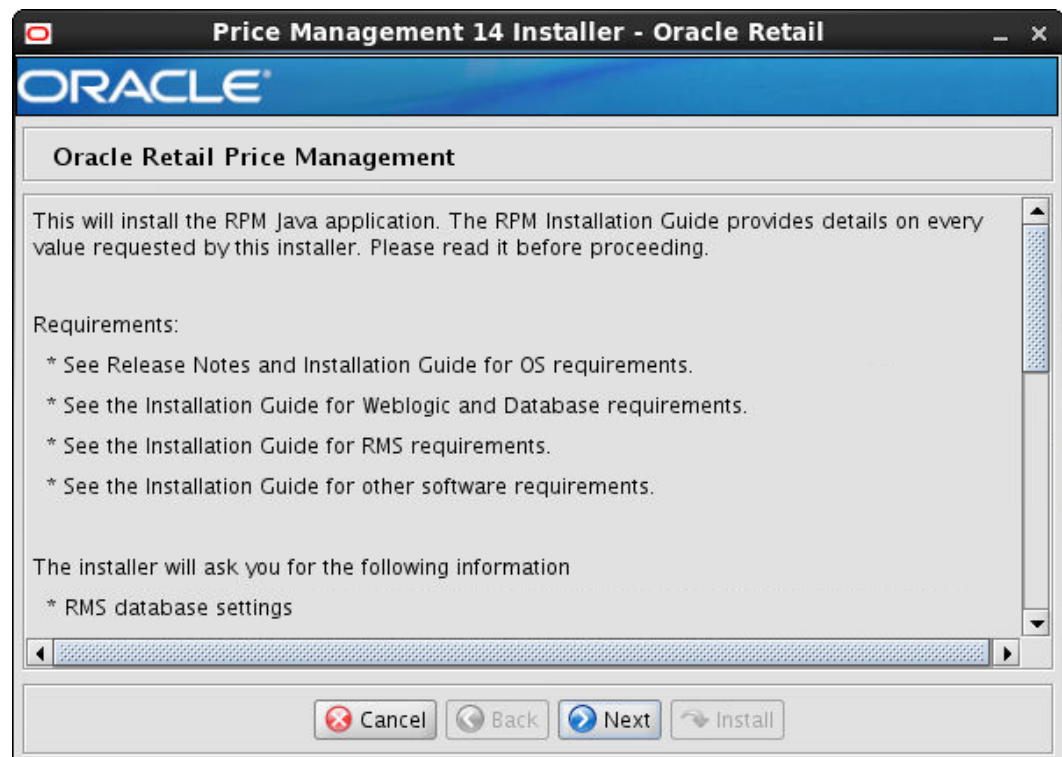 Price Management 14 Installer - Oracle Retail
ORACLE
Oracle Retail Price Management
This will install the RPM Java application. The RPM Installation Guide provides details on every
value requested by this installer. Please read it before proceeding.
Requirements:
* See Release Notes and Installation Guide for OS requirements.
* See the Installation Guide for Weblogic and Database requirements.
* See the Installation Guide for RMS requirements.
* See the Installation Guide for other software requirements.
The installer will ask you for the following information
* RMS database settings
Cancel Back Next Install